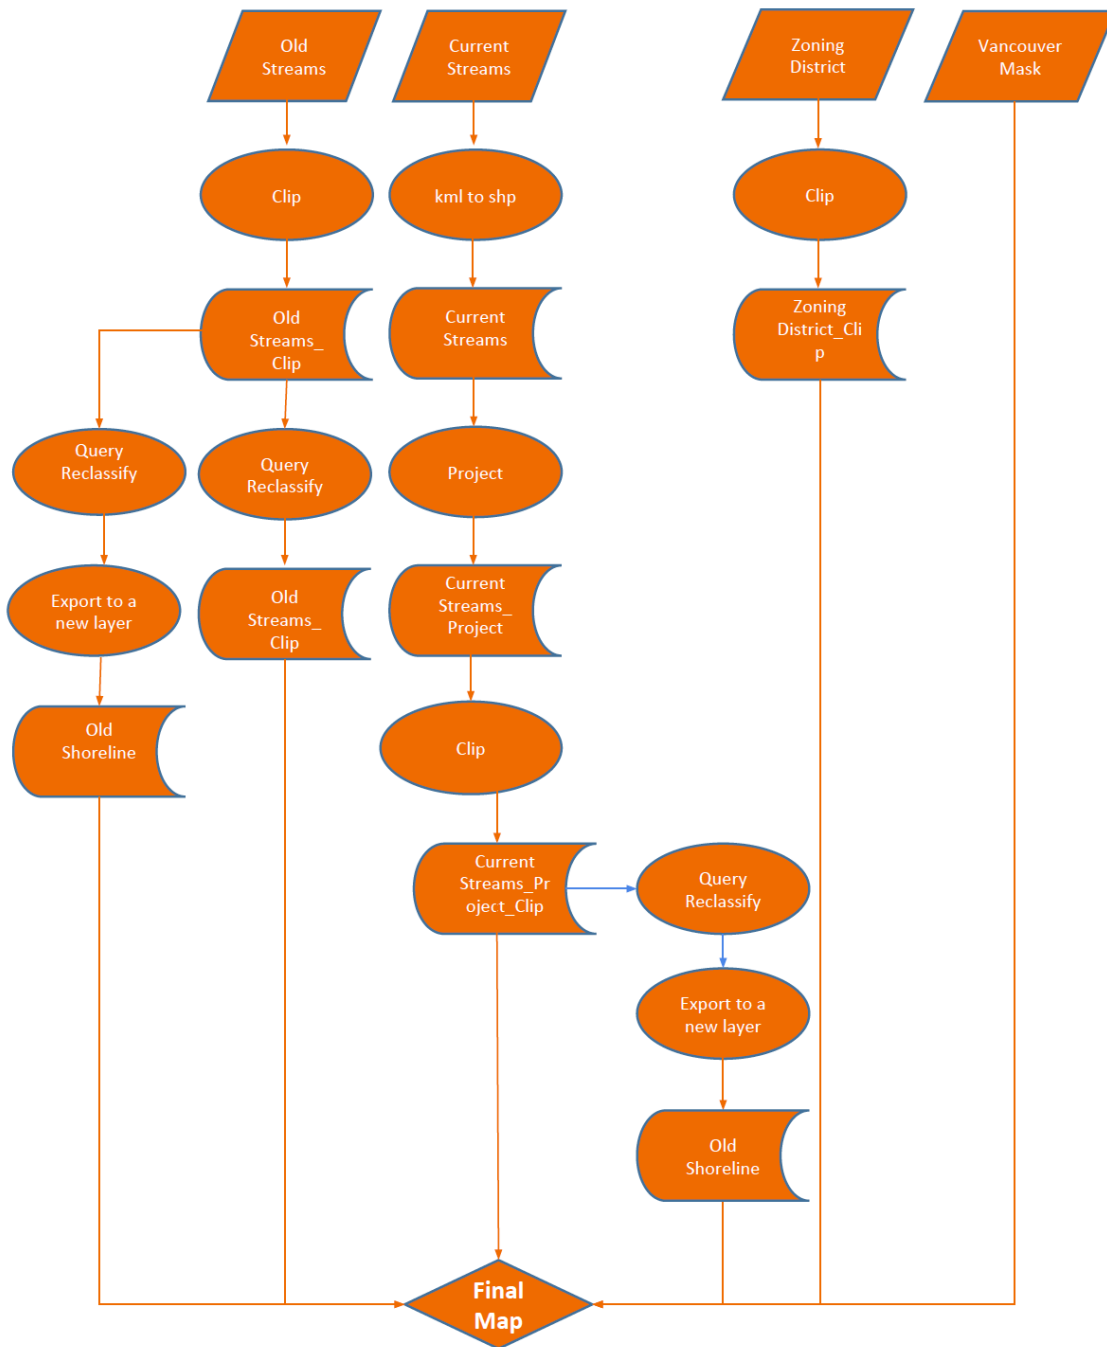 Old
Streams
Current
Streams
Zoning
District
Vancouver
Mask
Clip
kml to shp
Clip
Old
Streams_
Clip
Current
Streams
Zoning
District_Cli
p
Query
Reclassify
Query
Reclassify
Project
Export to a
new layer
Old
Streams_
Clip
Current
Streams_
Project
Old
Shoreline
Clip
Current
Streams_Pr
oject_Clip
Query
Reclassify
Export to a
new layer
Old
Shoreline
Final
Map